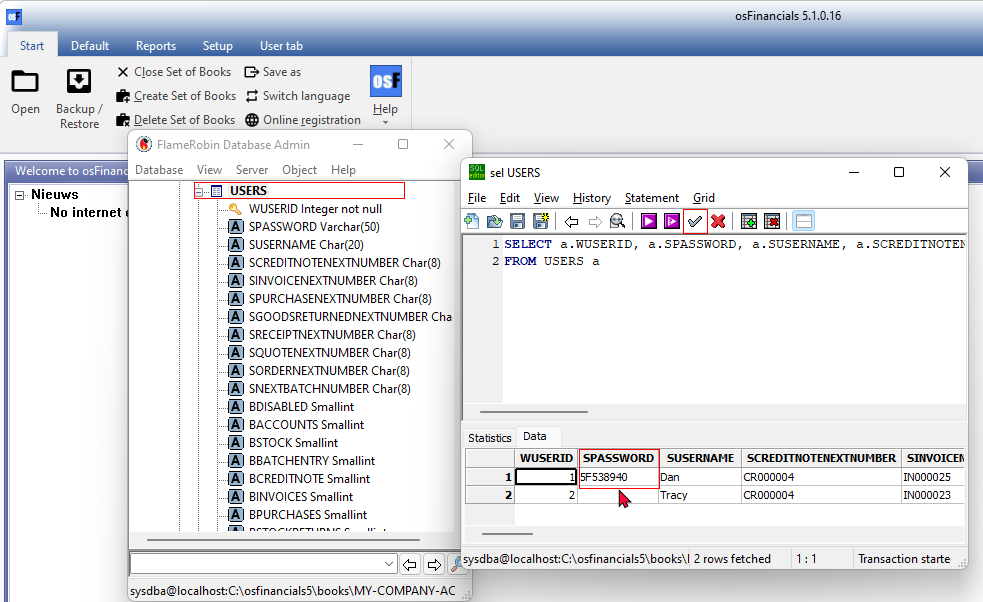 osF
osFinancials 5.1.0.16
Start Default Reports Setup User tab
Open
Backup / Restore
Close Set of Books
Create Set of Books
Delete Set of Books
Save as
Switch language
Online registration
osF
Help
Welcome to osFinanc
Nieuws
No internet
FlameRobin Database Admin
Database View Server Object Help
USERS
WUSERID Integer not null
SPASSWORD Varchar(50)
SUSERNAME Char(20)
SCREDITNOTENEXTNUMBER Char(8)
SINVOICENEXTNUMBER Char(8)
SPURCHASENEXTNUMBER Char(8)
SGOODSRETURNEDNEXTNUMBER Cha
SRECEIPTNEXTNUMBER Char(8)
SQUOTENEXTNUMBER Char(8)
SORDERNEXTNUMBER Char(8)
SNEXTBATCHNUMBER Char(8)
BDISABLED Smallint
BACCOUNTS Smallint
BSTOCK Smallint
BBATCHENTRY Smallint
BCREDITNOTE Smallint
BINVOICES Smallint
BPURCHASES Smallint
BSTOCKRETURNS Smallint
sysdba@localhost:C:\osfinancials5\books\MY-COMPANY-AC
SQL editor
sel USERS
File Edit View History Statement Grid
1 SELECT a.WUSERID, a.SPASSWORD, a.SUSERNAME, a.SCREDITNOTEN
2 FROM USERS a
Statistics Data
WUSERID SPASSWORD SUSERNAME SCREDITNOTENEXTNUMBER SINVOICEN
1 1 5F538940 Dan CR000004 IN000025
2 2 Tracy CR000004 IN000023
sysdba@localhost:C:\osfinancials5\books\ 2 rows fetched 1 : 1 Transaction starte